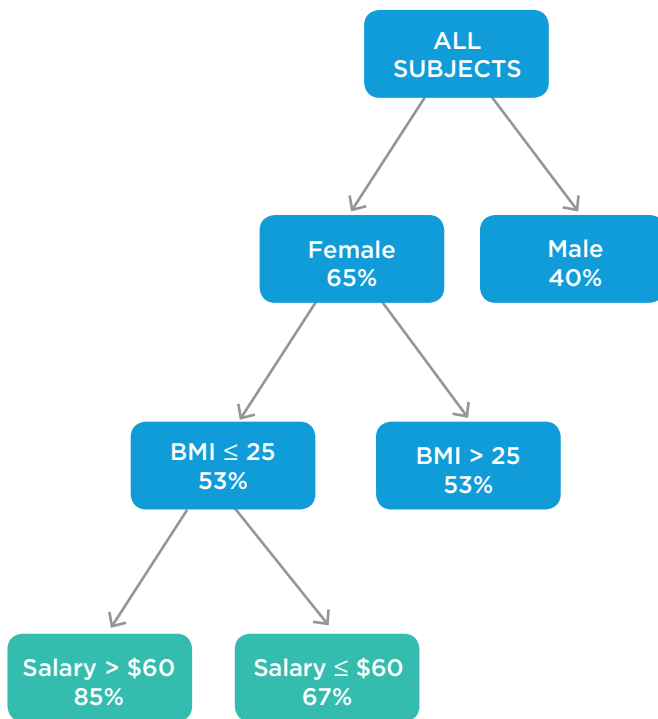 ALL
SUBJECTS
Female
65%
Male
40%
BMI ≤ 25
53%
BMI > 25
53%
Salary > $60
85%
Salary ≤ $60
67%